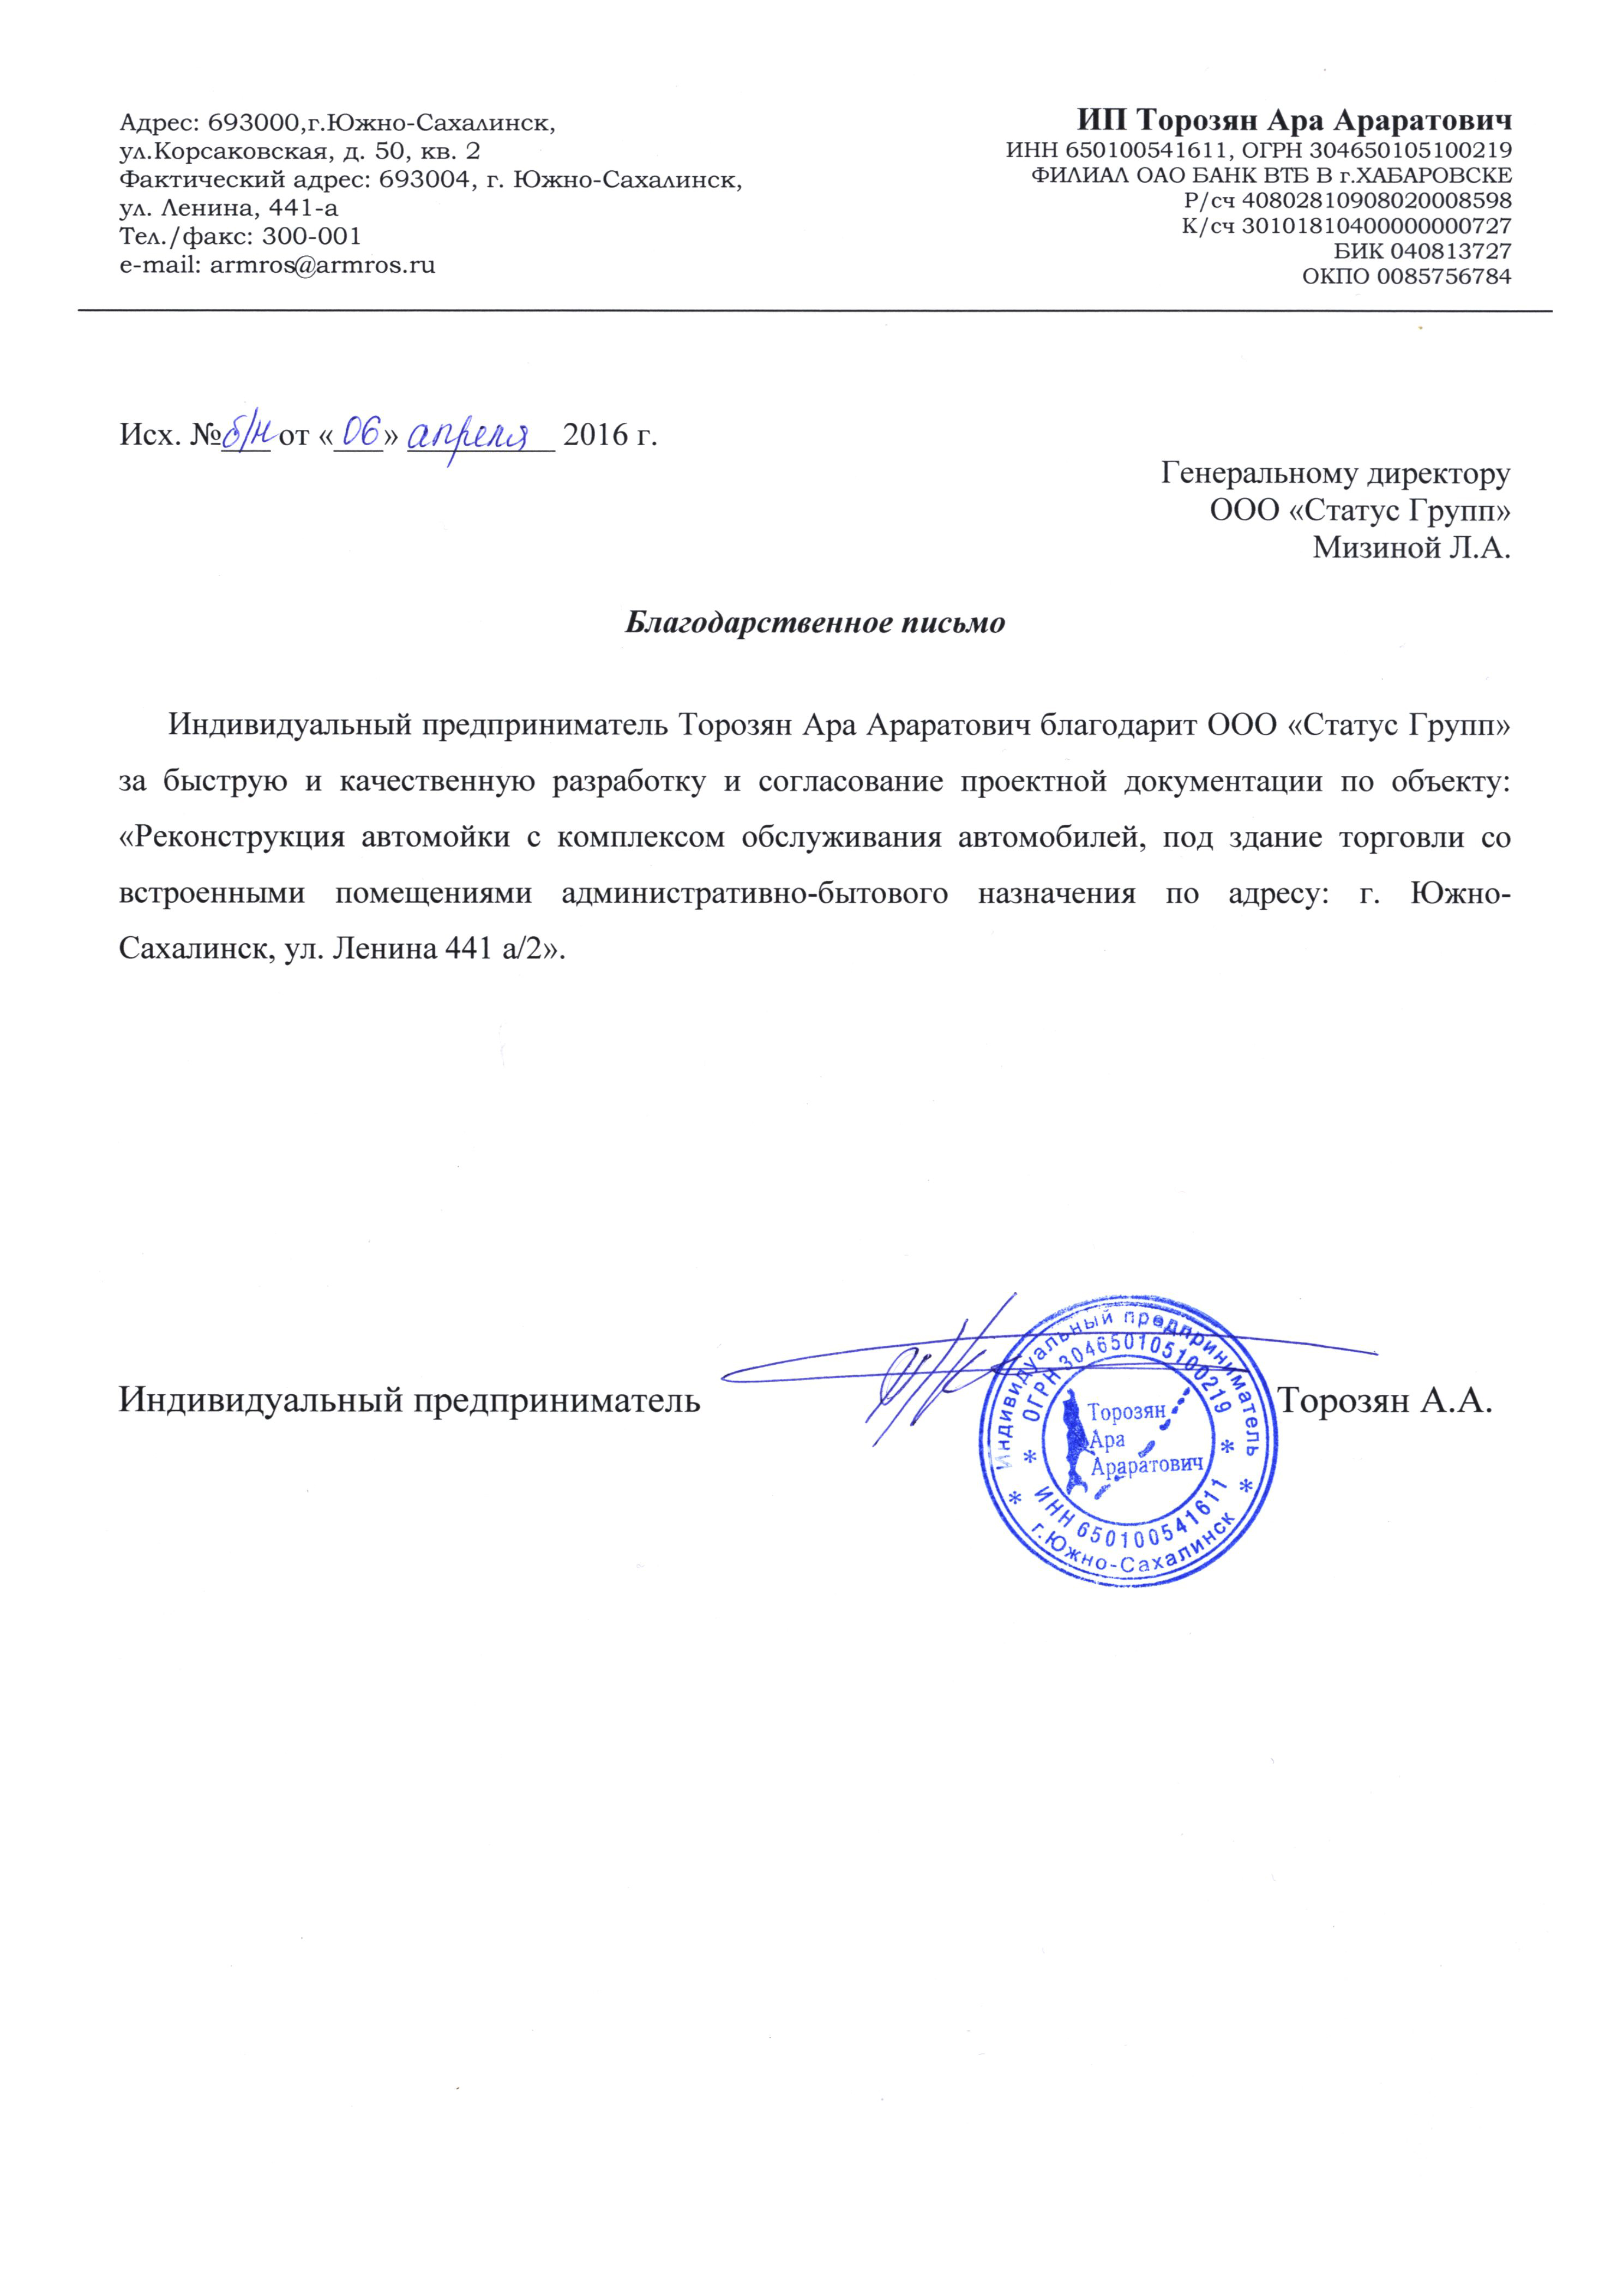 Адрес: 693000,г.Южно-Сахалинск,
ул.Корсаковская, д. 50, кв. 2
Фактический адрес: 693004, г. Южно-Сахалинск,
ул. Ленина, 441-а
Тел./факс: 300-001
e-mail: armros@armros.ru
ИП Торозян Ара Араратович
ИНН 650100541611, ОГРН 304650105100219
ФИЛИАЛ ОАО БАНК ВТБ В г.ХАБАРОВСКЕ
Р/сч 40802810908020008598
К/сч 30101810400000000727
БИК 040813727
ОКПО 0085756784
Исх. № б/н от « 06 » апреля 2016 г.
Генеральному директору
ООО «Статус Групп»
Мизиной Л.А.
Благодарственное письмо
Индивидуальный предприниматель Торозян Ара Араратович благодарит ООО «Статус Групп»
за быструю и качественную разработку и согласование проектной документации по объекту:
«Реконструкция автомойки с комплексом обслуживания автомобилей, под здание торговли со
встроенными помещениями административно-бытового назначения по адресу: г. Южно-
Сахалинск, ул. Ленина 441 а/2».
Индивидуальный предприниматель Торозян А.А.
Индивидуальный предприниматель
ОГРН 304650105100219
Торозян
Ара
Араратович
* ИНН 650100541611 *
* г.Южно-Сахалинск *